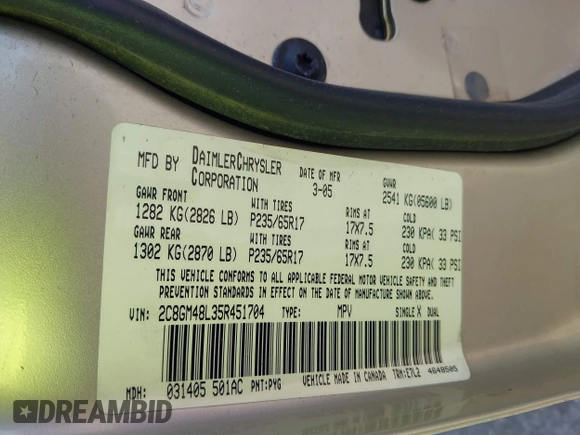 MFD BY DAIMLERCHRYSLER CORPORATION DATE OF MFR 3-05 GVWR 2541 KG(05600 LB)
GAWR FRONT WITH TIRES RIMS AT COLD
1282 KG(2826 LB) P235/65R17 17X7.5 230 KPA( 33 PSI
GAWR REAR WITH TIRES RIMS AT COLD
1302 KG(2870 LB) P235/65R17 17X7.5 230 KPA( 33 PSI
THIS VEHICLE CONFORMS TO ALL APPLICABLE FEDERAL MOTOR VEHICLE SAFETY AND THEFT
PREVENTION STANDARDS IN EFFECT ON THE DATE OF MANUFACTURE SHOWN ABOVE.
VIN: 2C8GM48L35R451704 TYPE: MPV SINGLE X DUAL
MDH: 031405 501AC PNT:PYG VEHICLE MADE IN CANADA TRM:E7L2 4648505
DREAMBID